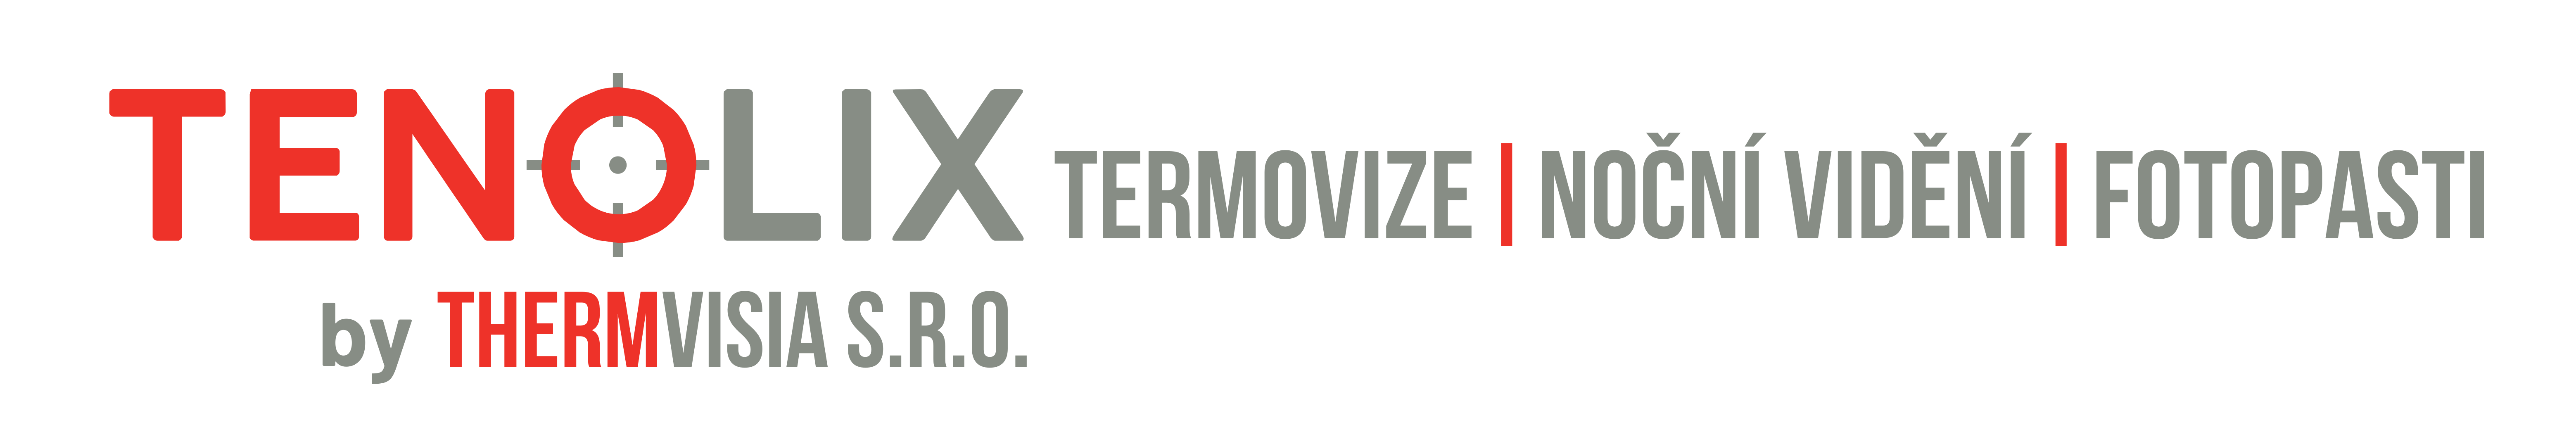 TENOLIX TERMOVIZE | NOČNÍ VIDĚNÍ | FOTOPASTI
by THERMVISIA S.R.O.